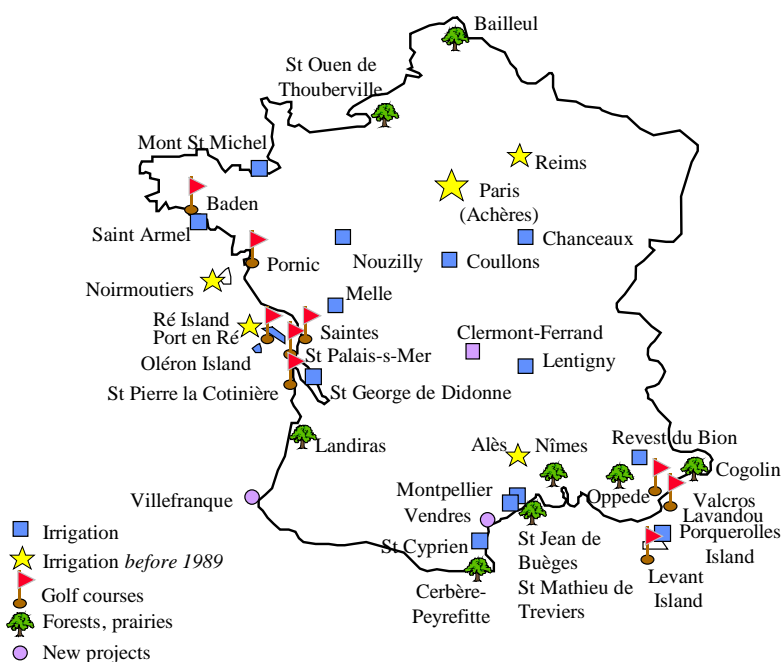 Bailleul
St Ouen de
Thouberville
Mont St Michel
Reims
Paris
(Achères)
Baden
Saint Armel
Chanceaux
Nouzilly
Coullons
Pornic
Noirmoutiers
Melle
Ré Island
Port en Ré
Saintes
Clermont-Ferrand
Oléron Island
St Palais-s-Mer
Lentigny
St Pierre la Cotinière
St George de Didonne
Landiras
Alès
Nîmes
Revest du Bion
Cogolin
Villefranque
Montpellier
Oppede
Valcros
Vendres
Lavandou
St Cyprien
St Jean de
Buèges
St Mathieu de
Treviers
Porquerolles
Island
Cerbère-
Peyrefitte
Levant
Island
Irrigation
Irrigation before 1989
Golf courses
Forests, prairies
New projects